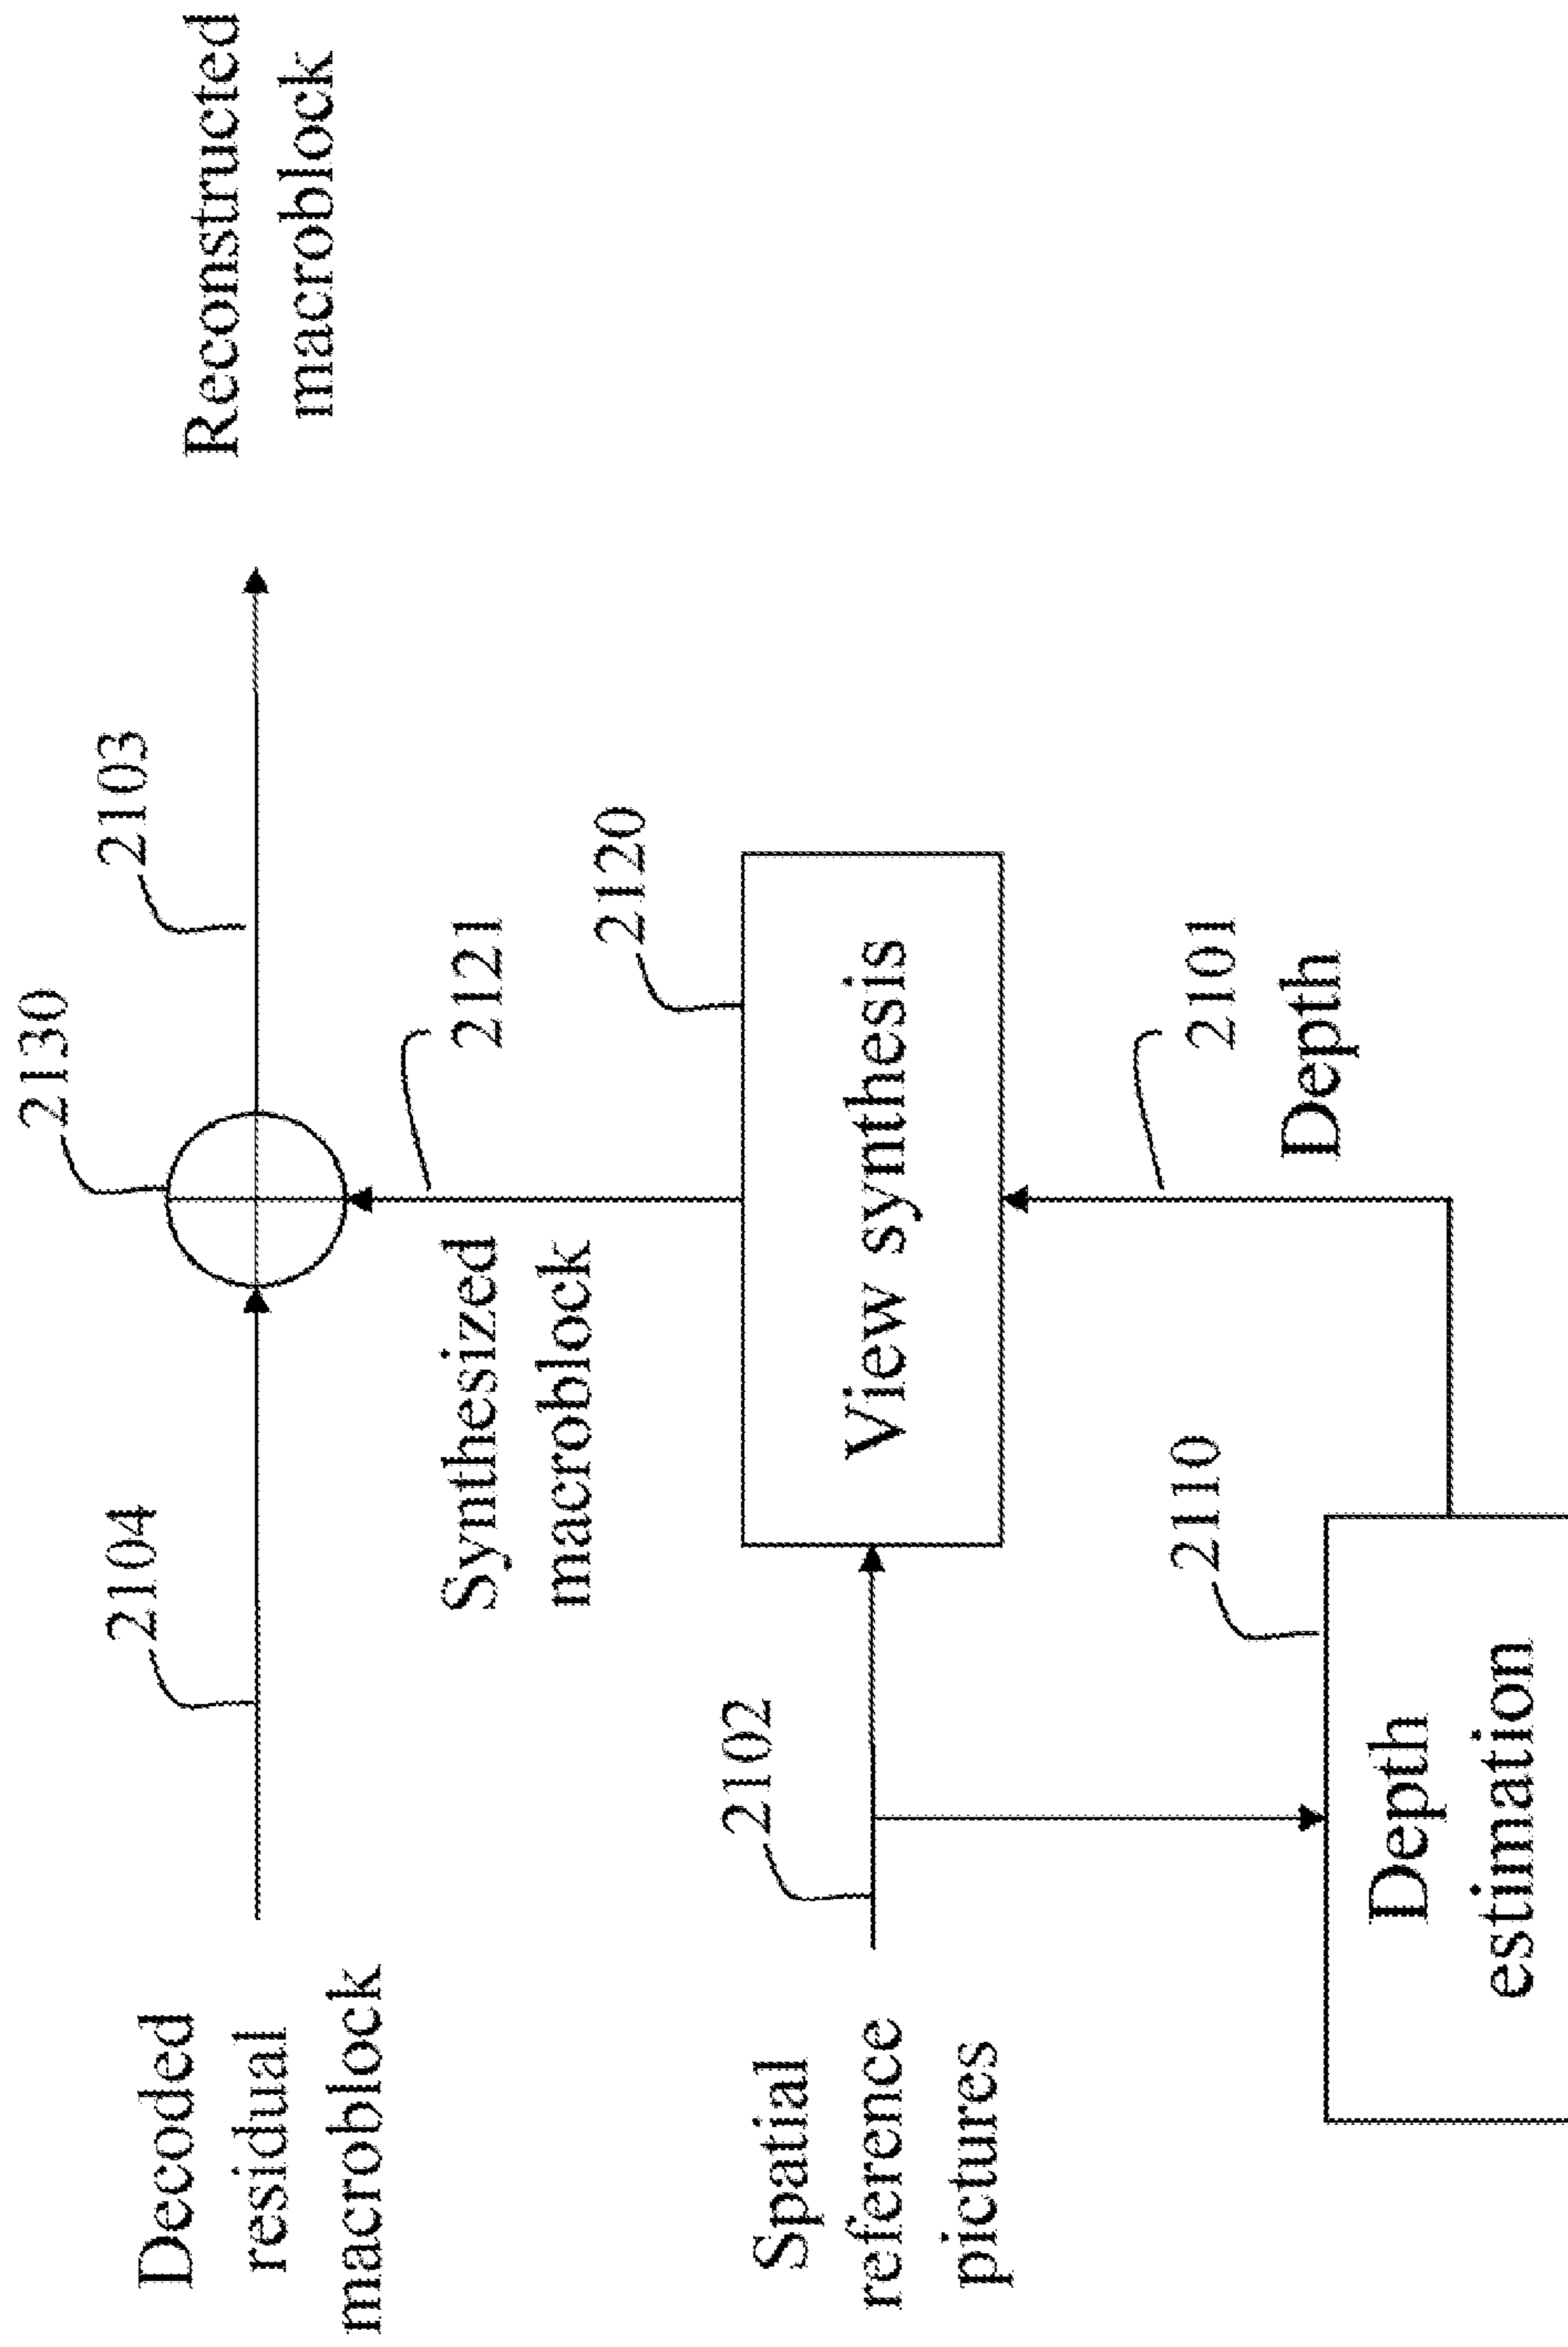 Decoded
residual
macroblock
2104
2130
2103
Reconstructed
macroblock
Synthesized
macroblock
2121
Spatial
reference
pictures
2102
View synthesis
2120
Depth
estimation
2110
2101
Depth